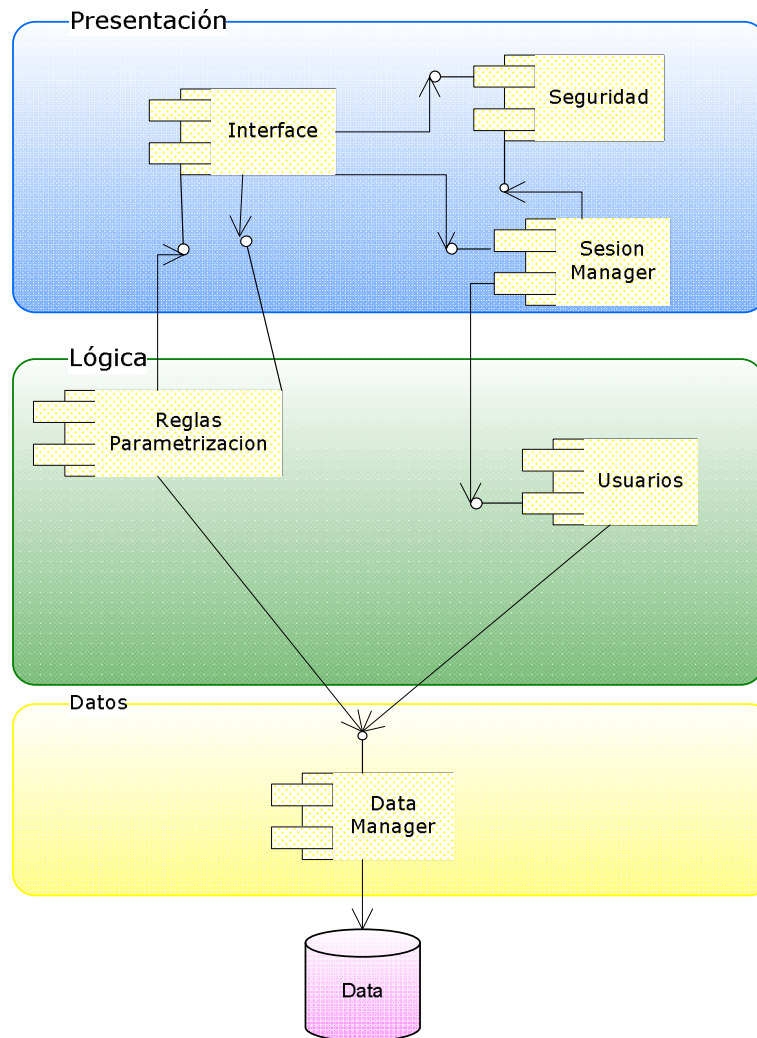 Presentación
Seguridad
Interface
Sesion
Manager
Lógica
Reglas
Parametrizacion
Usuarios
Datos
Data
Manager
Data